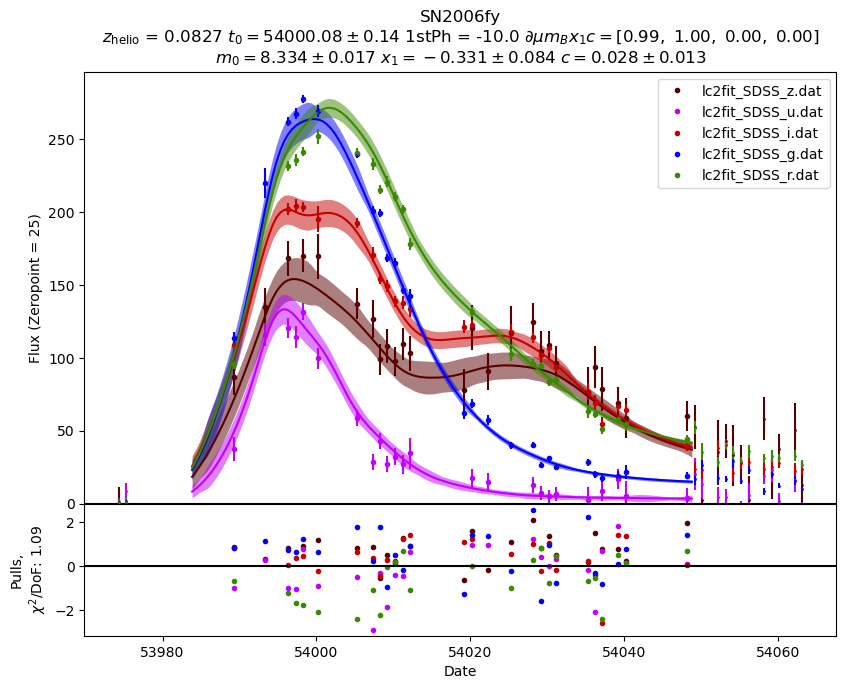 SN2006fy
z_helio = 0.0827 t_0 = 54000.08 ± 0.14 1stPh = -10.0 ∂μm_Bx_1c = [0.99, 1.00, 0.00, 0.00]
m_0 = 8.334 ± 0.017 x_1 = −0.331 ± 0.084 c = 0.028 ± 0.013
lc2fit_SDSS_z.dat
lc2fit_SDSS_u.dat
lc2fit_SDSS_i.dat
lc2fit_SDSS_g.dat
lc2fit_SDSS_r.dat
Flux (Zeropoint = 25)
250
200
150
100
50
0
Pulls,
χ²/DoF: 1.09
2
0
−2
53980 54000 54020 54040 54060
Date